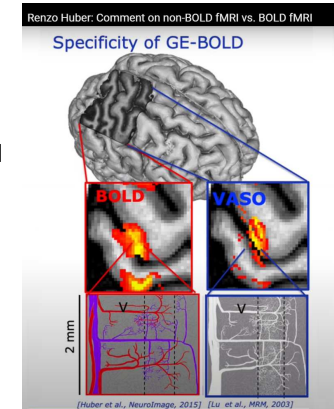 Renzo Huber: Comment on non-BOLD fMRI vs. BOLD fMRI
Specificity of GE-BOLD
BOLD
VASO
2 mm
V
V
[Huber et al., NeuroImage, 2015]
[Lu et al., MRM, 2003]